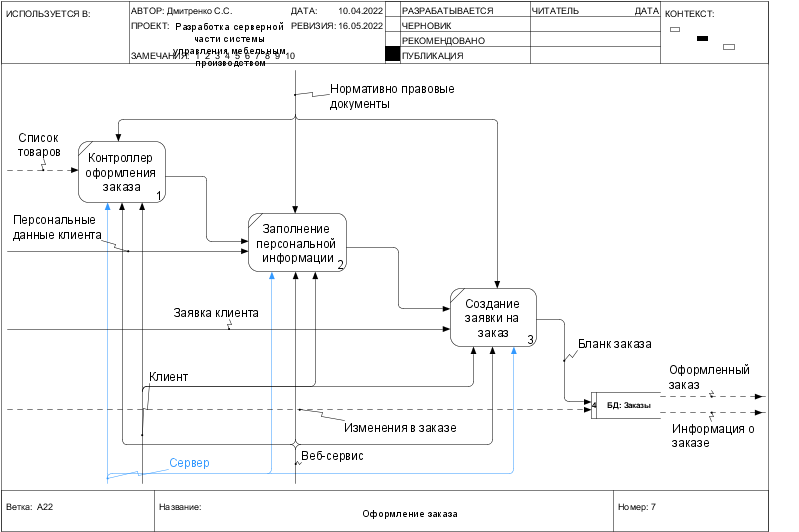 ИСПОЛЬЗУЕТСЯ В:
АВТОР: Дмитренко С.С.
ДАТА: 10.04.2022
ПРОЕКТ: Разработка серверной
части системы
управления мебельным
производством
РЕВИЗИЯ: 16.05.2022
ЗАМЕЧАНИЯ: 1 2 3 4 5 6 7 8 9 10
РАЗРАБАТЫВАЕТСЯ
ЧЕРНОВИК
РЕКОМЕНДОВАНО
ПУБЛИКАЦИЯ
ЧИТАТЕЛЬ ДАТА
КОНТЕКСТ:
Нормативно правовые
документы
Список
товаров
Контроллер
оформления
заказа
1
Персональные
данные клиента
Заполнение
персональной
информации
2
Заявка клиента
Создание
заявки на
заказ
3
Бланк заказа
Клиент
Оформленный
заказ
4 БД: Заказы
Изменения в заказе
Информация о
заказе
Веб-сервис
Сервер
Ветка: A22
Название:
Оформление заказа
Номер: 7